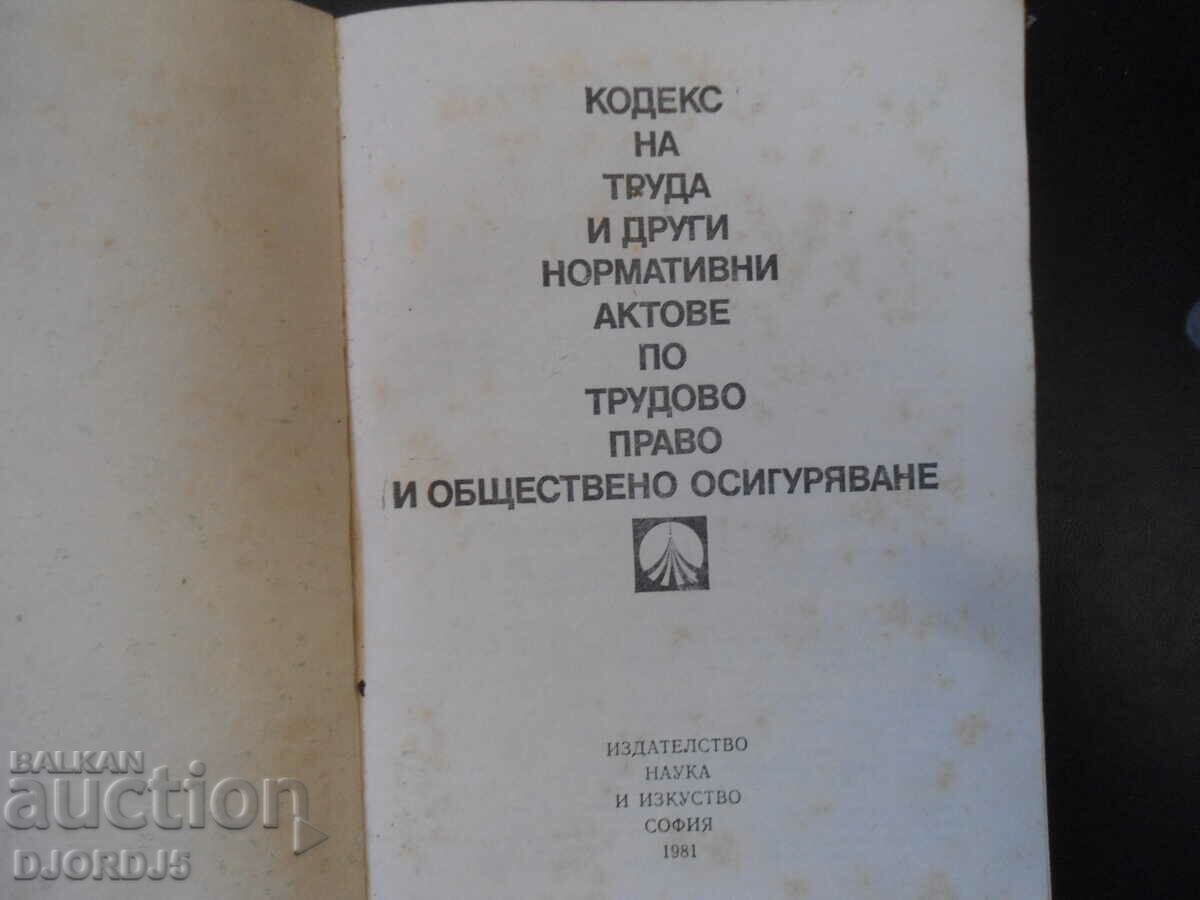 КОДЕКС
НА
ТРУДА
И ДРУГИ
НОРМАТИВНИ
АКТОВЕ
ПО
ТРУДОВО
ПРАВО
И ОБЩЕСТВЕНО ОСИГУРЯВАНЕ
ИЗДАТЕЛСТВО
НАУКА
И ИЗКУСТВО
СОФИЯ
1981
BALKAN
auction
DJORDJ5